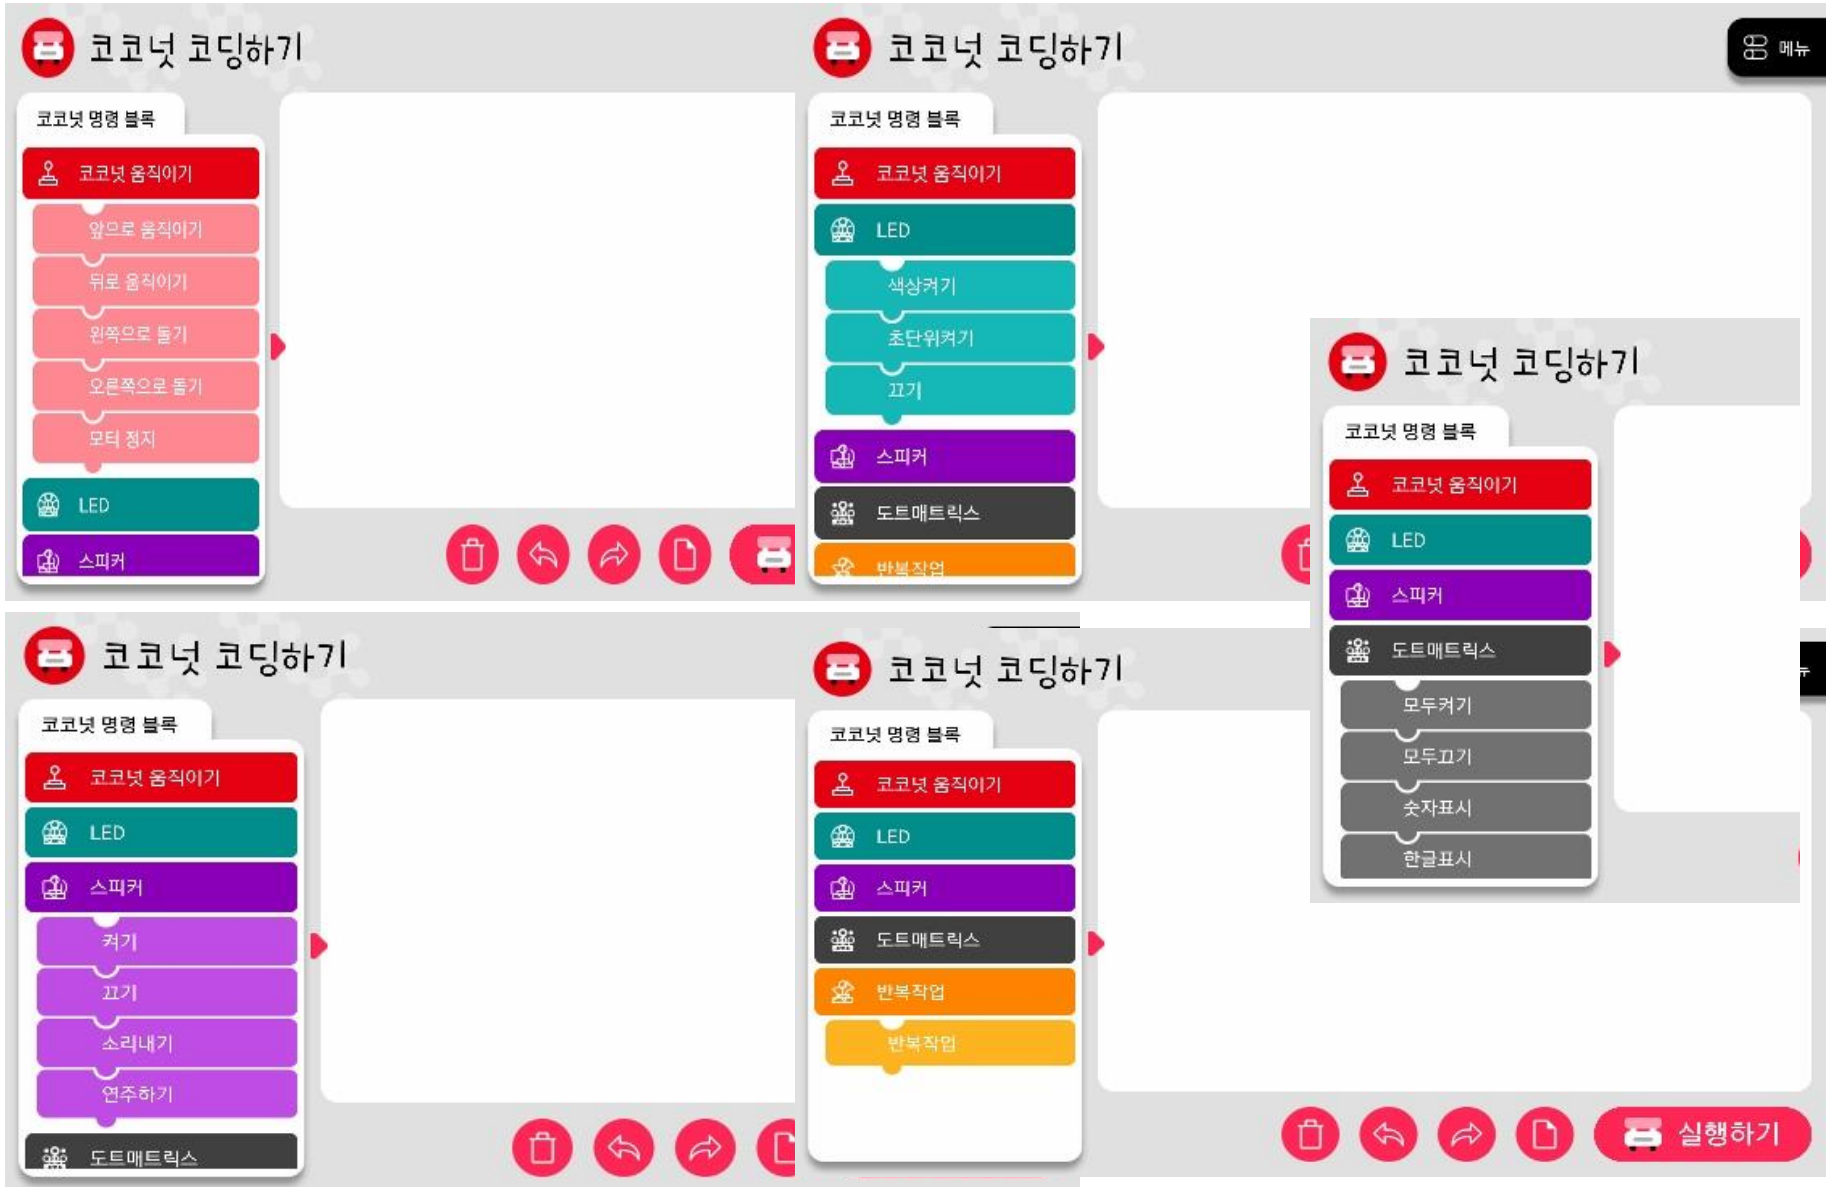 코코넛 코딩하기
코코넛 명령 블록
코코넛 움직이기
앞으로 움직이기
뒤로 움직이기
왼쪽으로 돌기
오른쪽으로 돌기
모터 정지
LED
스피커
코코넛 코딩하기
메뉴
코코넛 명령 블록
코코넛 움직이기
LED
색상켜기
초단위켜기
끄기
스피커
도트매트릭스
반복작업
코코넛 코딩하기
코코넛 명령 블록
코코넛 움직이기
LED
스피커
도트매트릭스
모두켜기
모두끄기
숫자표시
한글표시
코코넛 코딩하기
코코넛 명령 블록
코코넛 움직이기
LED
스피커
켜기
끄기
소리내기
연주하기
도트매트릭스
코코넛 코딩하기
뉴
코코넛 명령 블록
코코넛 움직이기
LED
스피커
도트매트릭스
반복작업
반복작업
실행하기